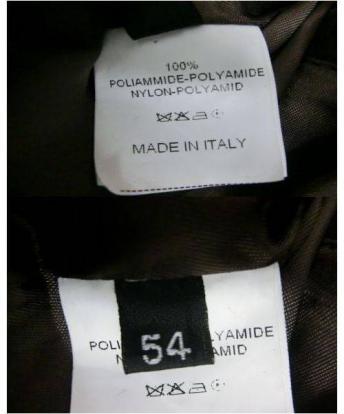 100%
POLIAMMIDE-POLYAMIDE
NYLON-POLYAMID
MADE IN ITALY
54
POLI YAMIDE
N AMID